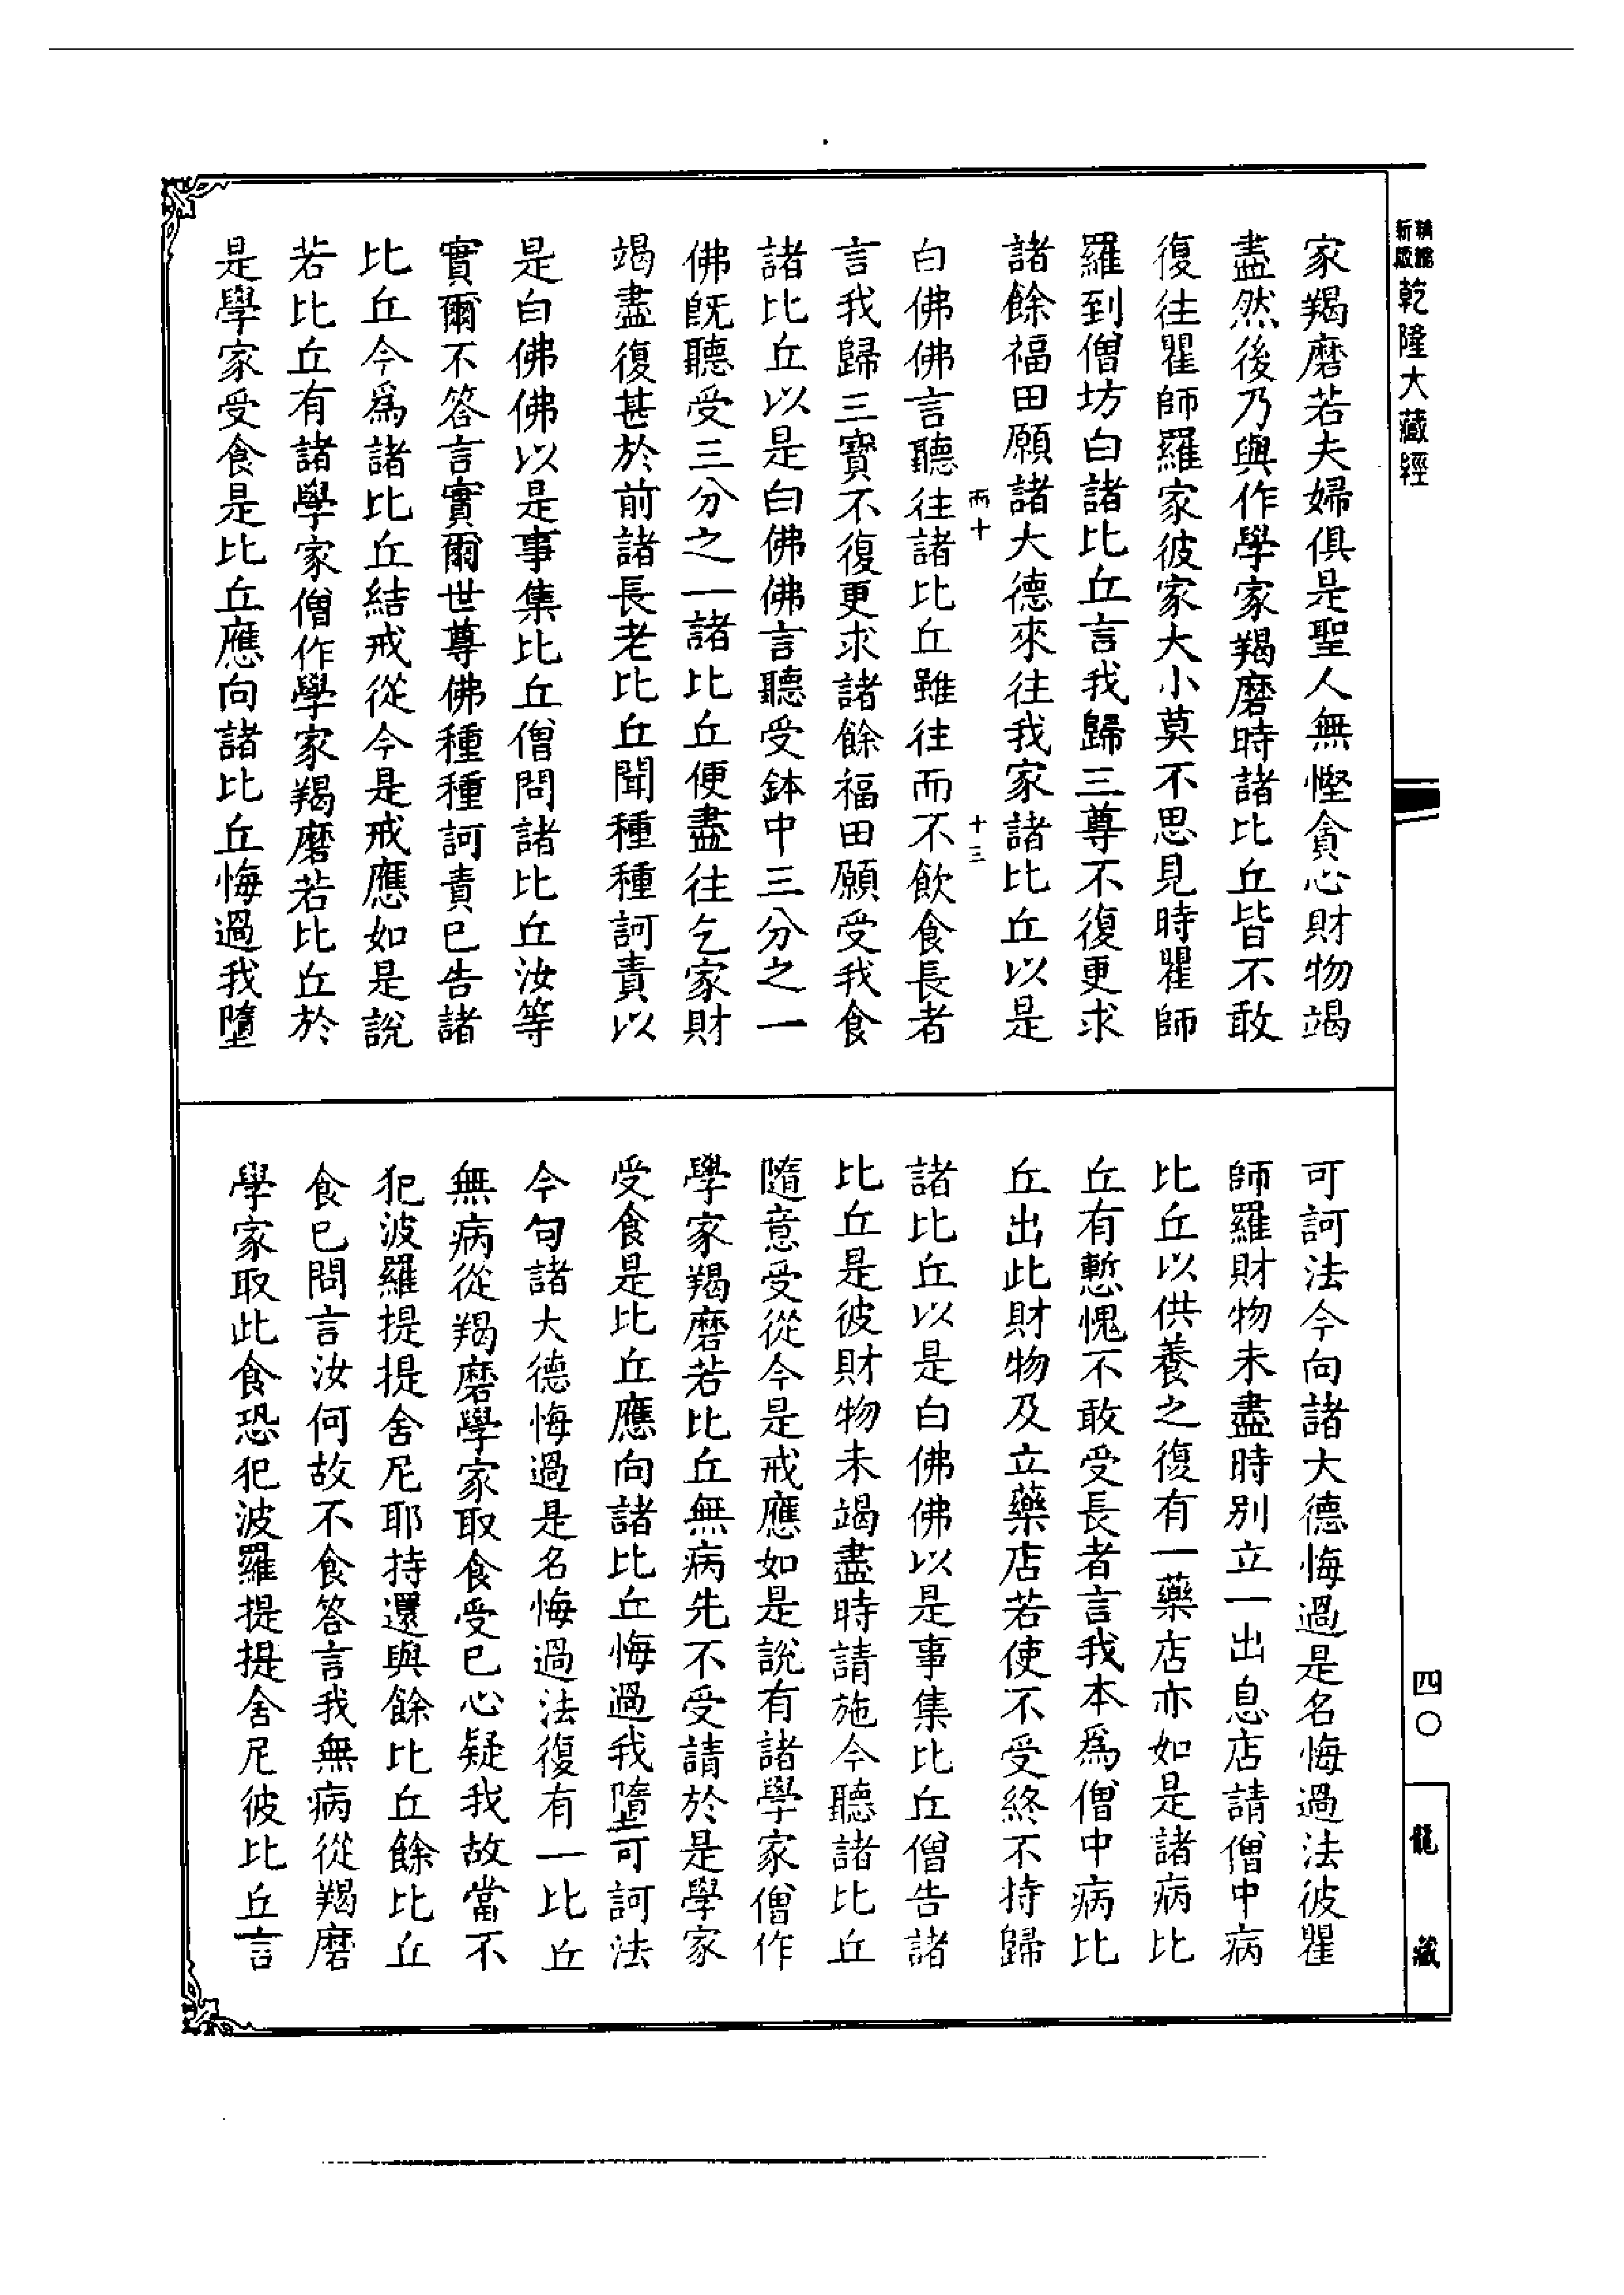 乾隆大藏經
家羯磨若夫婦俱是聖人無慳貪心財物竭
盡然後乃與作學家羯磨時諸比丘皆不敢
復往瞿師羅家彼家大小莫不思見時瞿師
羅到僧坊白諸比丘言我歸三尊不復更求
諸餘福田願諸大德來往我家諸比丘以是
兩十
十三
白佛佛言聽往諸比丘雖往而不飲食長者
言我歸三寶不復更求諸餘福田願受我食
諸比丘以是白佛佛言聽受鉢中三分之一
佛旣聽受三分之一諸比丘便盡往乞家財
竭盡復甚於前諸長老比丘聞種種訶責以
是白佛佛以是事集比丘僧問諸比丘汝等
實爾不答言實爾世尊佛種種訶責已告諸
比丘今爲諸比丘結戒從今是戒應如是說
若比丘有諸學家僧作學家羯磨若比丘於
是學家受食是比丘應向諸比丘悔過我墮
可訶法今向諸大德悔過是名悔過法彼瞿
師羅財物未盡時別立一出息店請僧中病
比丘以供養之復有一藥店亦如是諸病比
丘有慙愧不敢受長者言我本爲僧中病比
丘出此財物及立藥店若使不受終不持歸
諸比丘以是白佛佛以是事集比丘僧告諸
比丘是彼財物未竭盡時請施今聽諸比丘
隨意受從今是戒應如是說有諸學家僧作
學家羯磨若比丘無病先不受請於是學家
受食是比丘應向諸比丘悔過我墮可訶法
今句諸大德悔過是名悔過法復有一比丘
無病從羯磨學家取食受已心疑我故當不
犯波羅提提舍尼耶持還與餘比丘餘比丘
食已問言汝何故不食答言我無病從羯磨
學家取此食恐犯波羅提提舍尼彼比丘言
四〇
龍藏